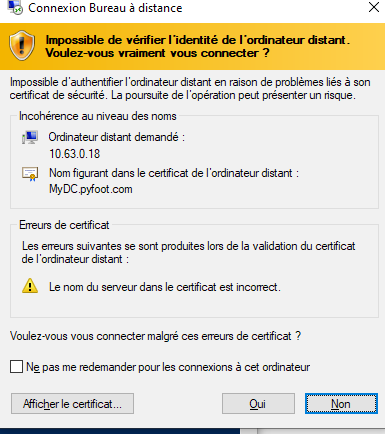 Connexion Bureau à distance
Impossible de vérifier l'identité de l'ordinateur distant.
Voulez-vous vraiment vous connecter ?
Impossible d'authentifier l'ordinateur distant en raison de problèmes liés à son
certificat de sécurité. La poursuite de l'opération peut présenter un risque.
Incohérence au niveau des noms
Ordinateur distant demandé :
10.63.0.18
Nom figurant dans le certificat de l'ordinateur distant :
MyDC.pyfoot.com
Erreurs de certificat
Les erreurs suivantes se sont produites lors de la validation du certificat
de l'ordinateur distant :
Le nom du serveur dans le certificat est incorrect.
Voulez-vous vous connecter malgré ces erreurs de certificat ?
Ne pas me redemander pour les connexions à cet ordinateur
Afficher le certificat...
Oui
Non